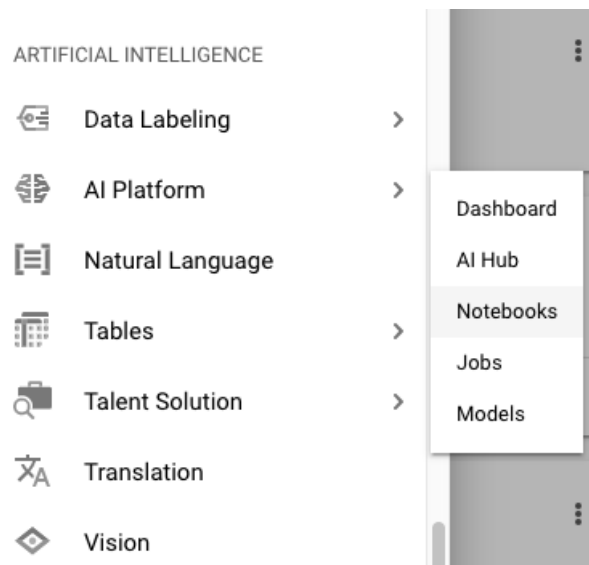 ARTIFICIAL INTELLIGENCE
Data Labeling
AI Platform
Natural Language
Tables
Talent Solution
Translation
Vision
Dashboard
AI Hub
Notebooks
Jobs
Models